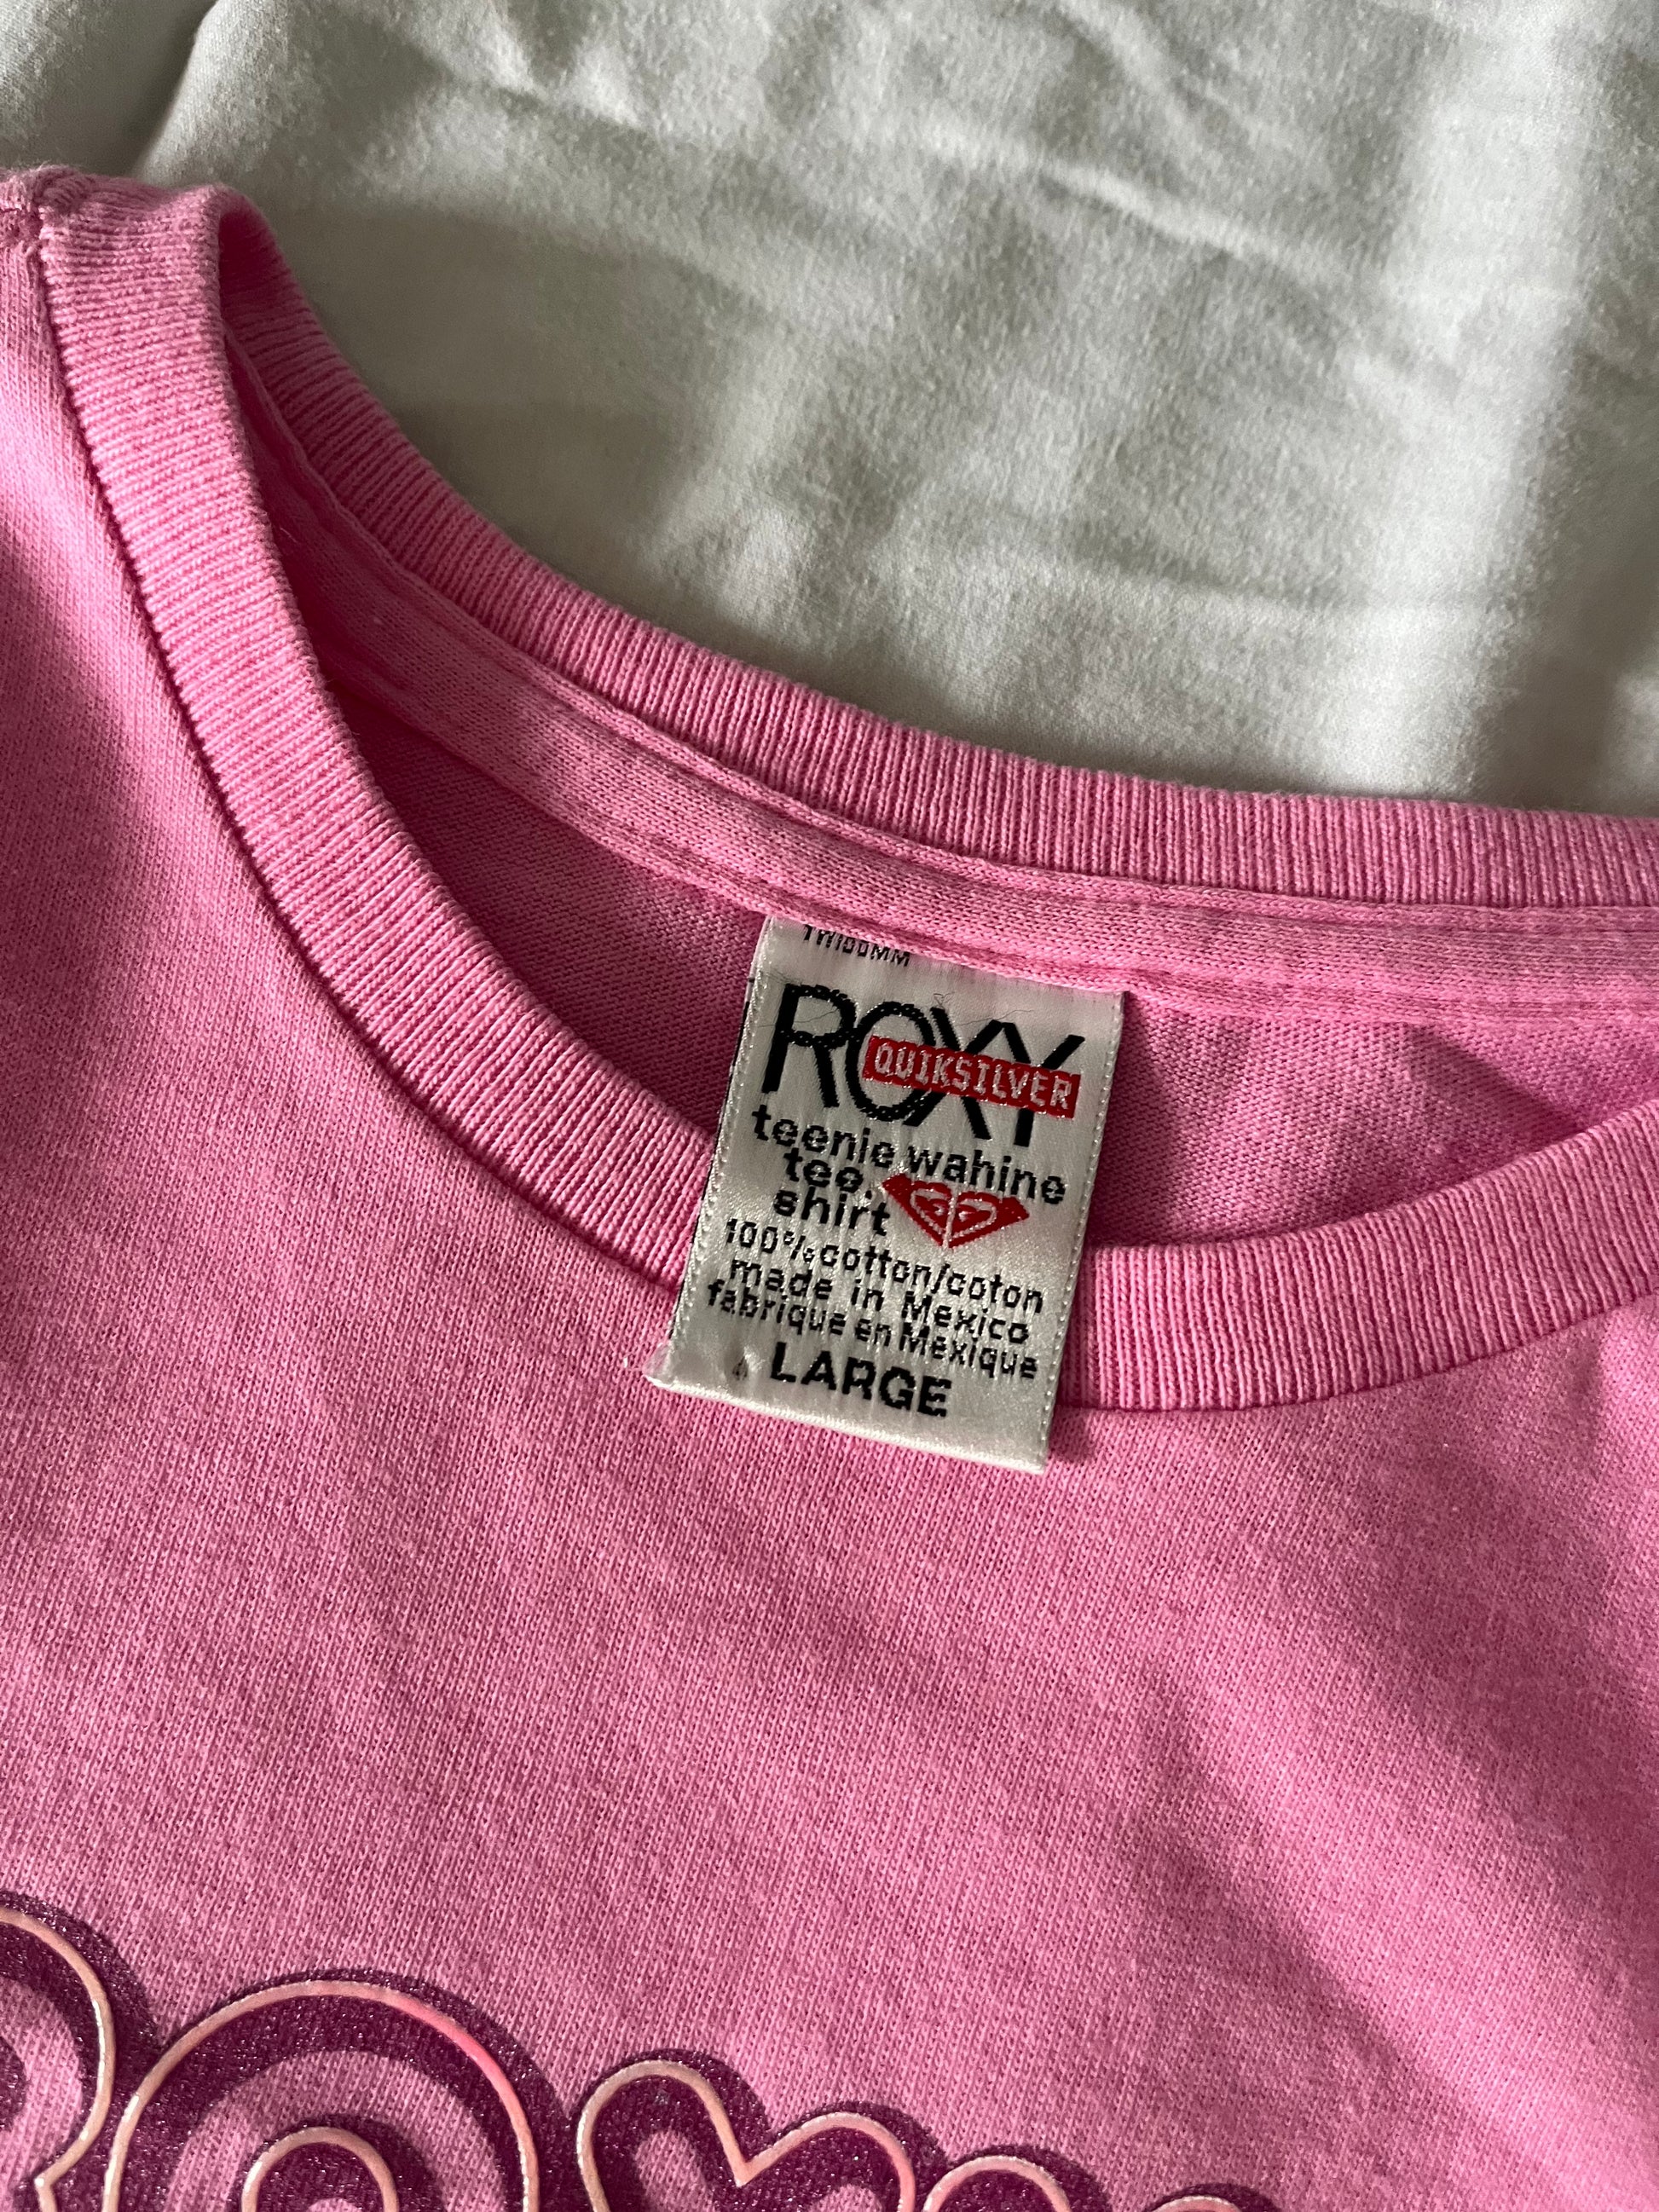 ROXY
QUIKSILVER
teenie wahine
tee.
shirt
100% cotton/coton
made in Mexico
fabrique en Mexique
LARGE